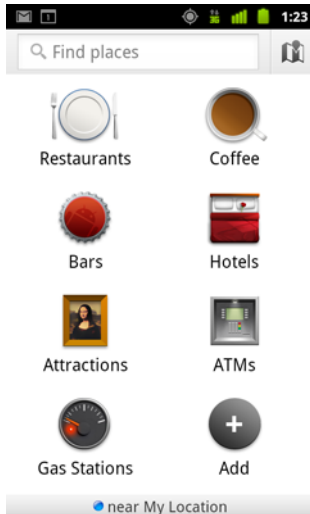 1:23
Find places
Restaurants Coffee
Bars Hotels
Attractions ATMs
Gas Stations Add
near My Location